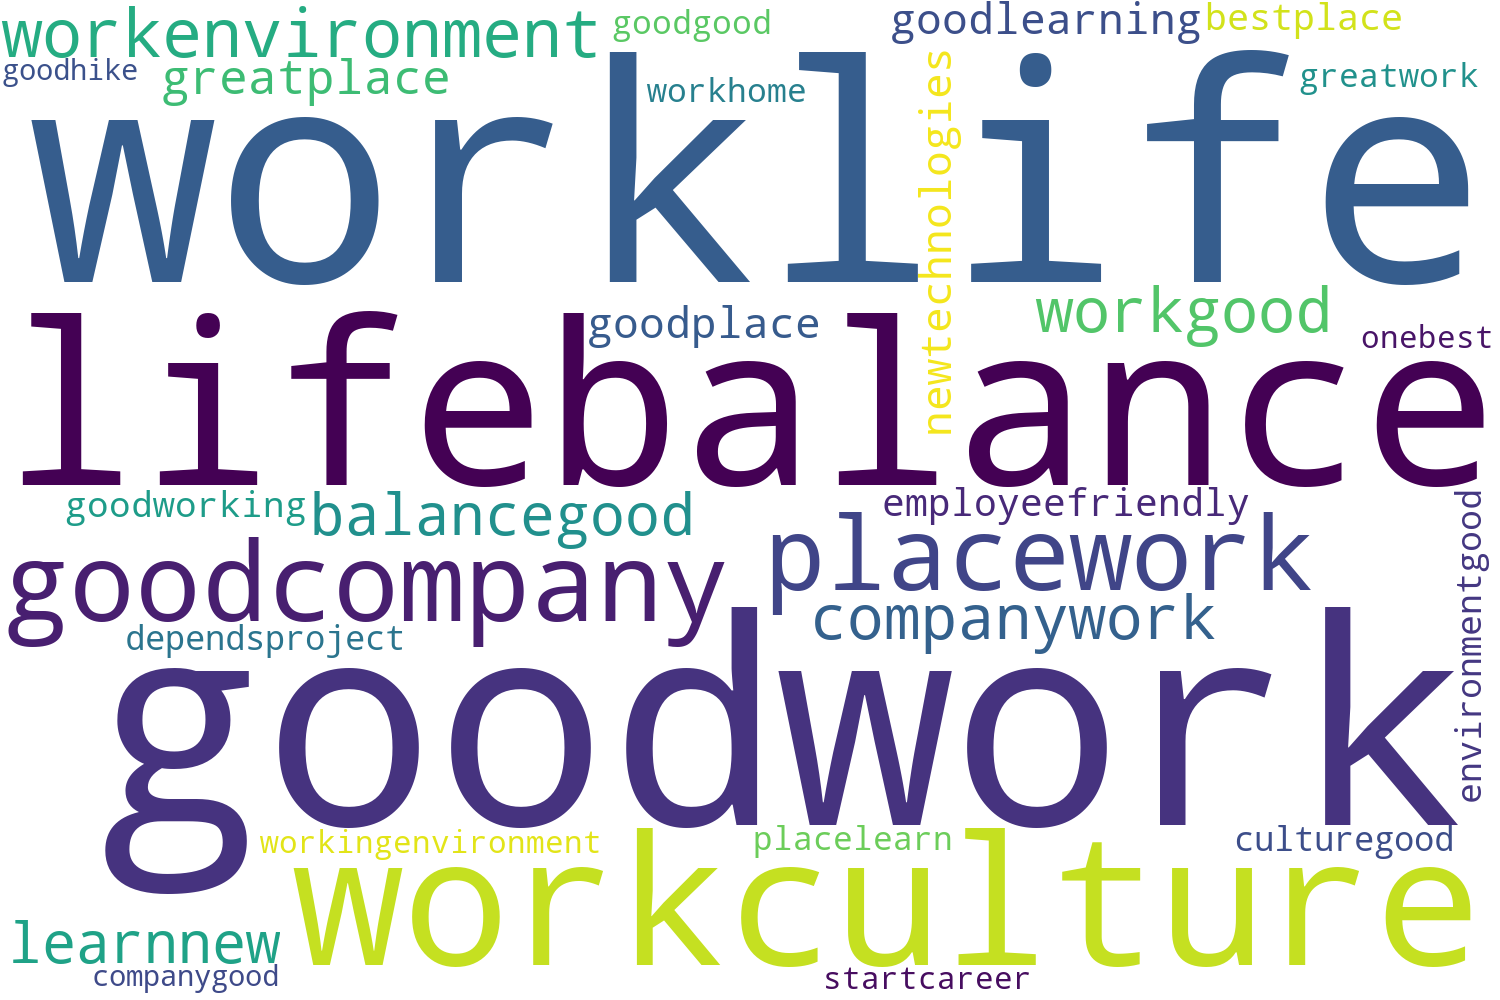 workenvironment
goodgood
goodlearning
bestplace
goodhike
greatplace
workhome
greatwork
worklife
newtechnologies
goodplace
workgood
onebest
lifebalance
goodworking
balancegood
employeefriendly
goodcompany
placework
companywork
environmentgood
dependsproject
goodwork
workingenvironment
placelearn
culturegood
workculture
learnnew
companygood
startcareer